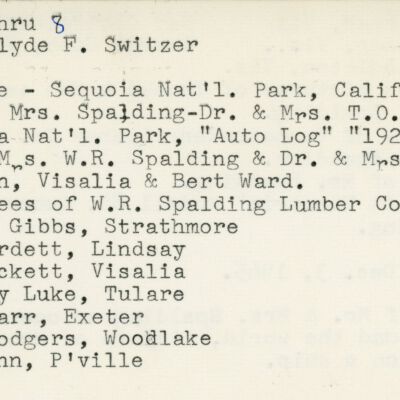 hru 8
lyde F. Switzer
e - Sequoia Nat'l. Park, Calif
Mrs. Spalding-Dr. & Mrs. T.O.
a Nat'l. Park, "Auto Log" "192
Mrs. W.R. Spalding & Dr. & Mrs
n, Visalia & Bert Ward.
ees of W.R. Spalding Lumber Co
Gibbs, Strathmore
rdett, Lindsay
ckett, Visalia
y Luke, Tulare
arr, Exeter
odgers, Woodlake
nn, P'ville